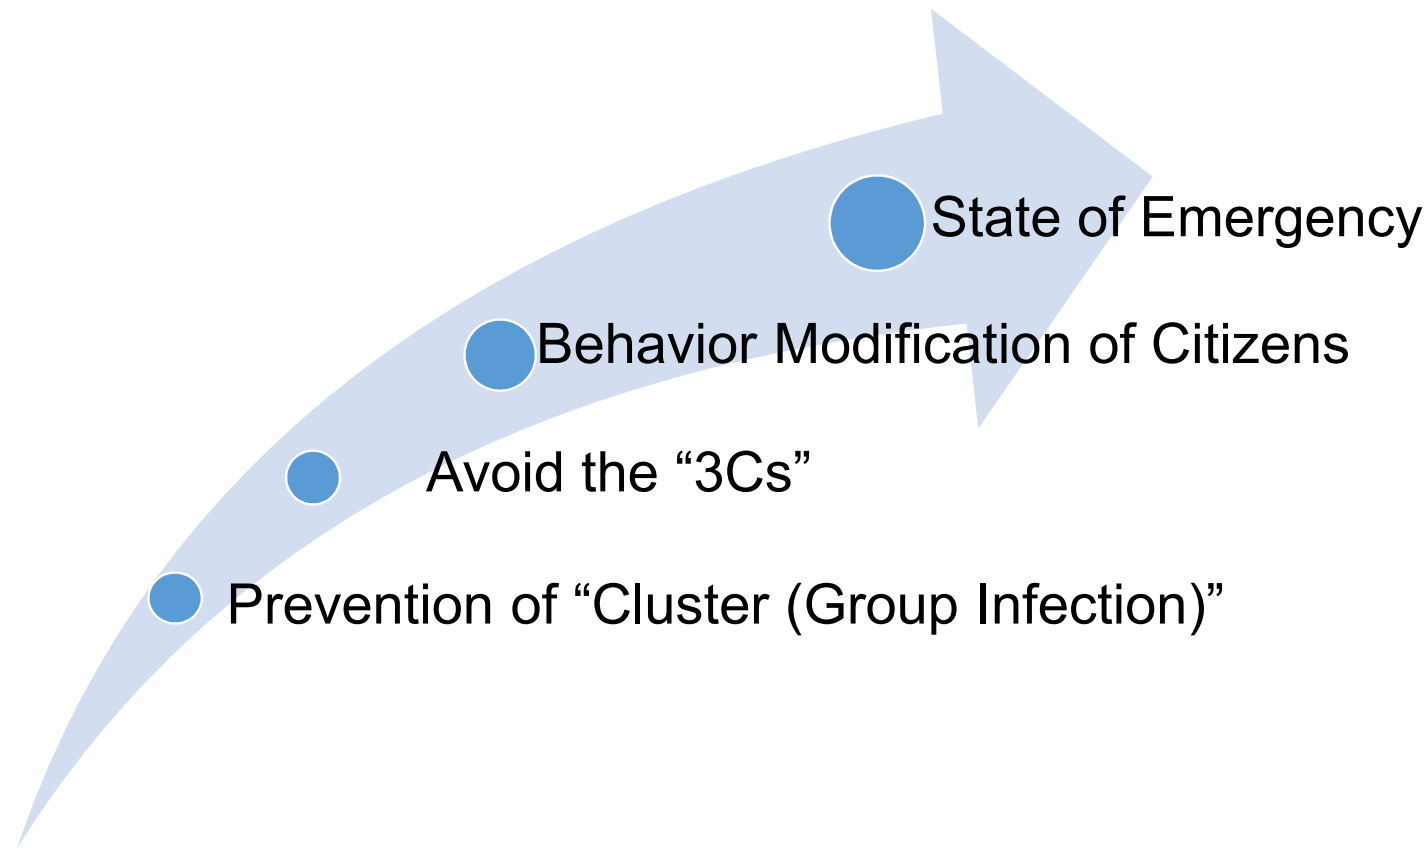 State of Emergency
Behavior Modification of Citizens
Avoid the “3Cs”
Prevention of “Cluster (Group Infection)”